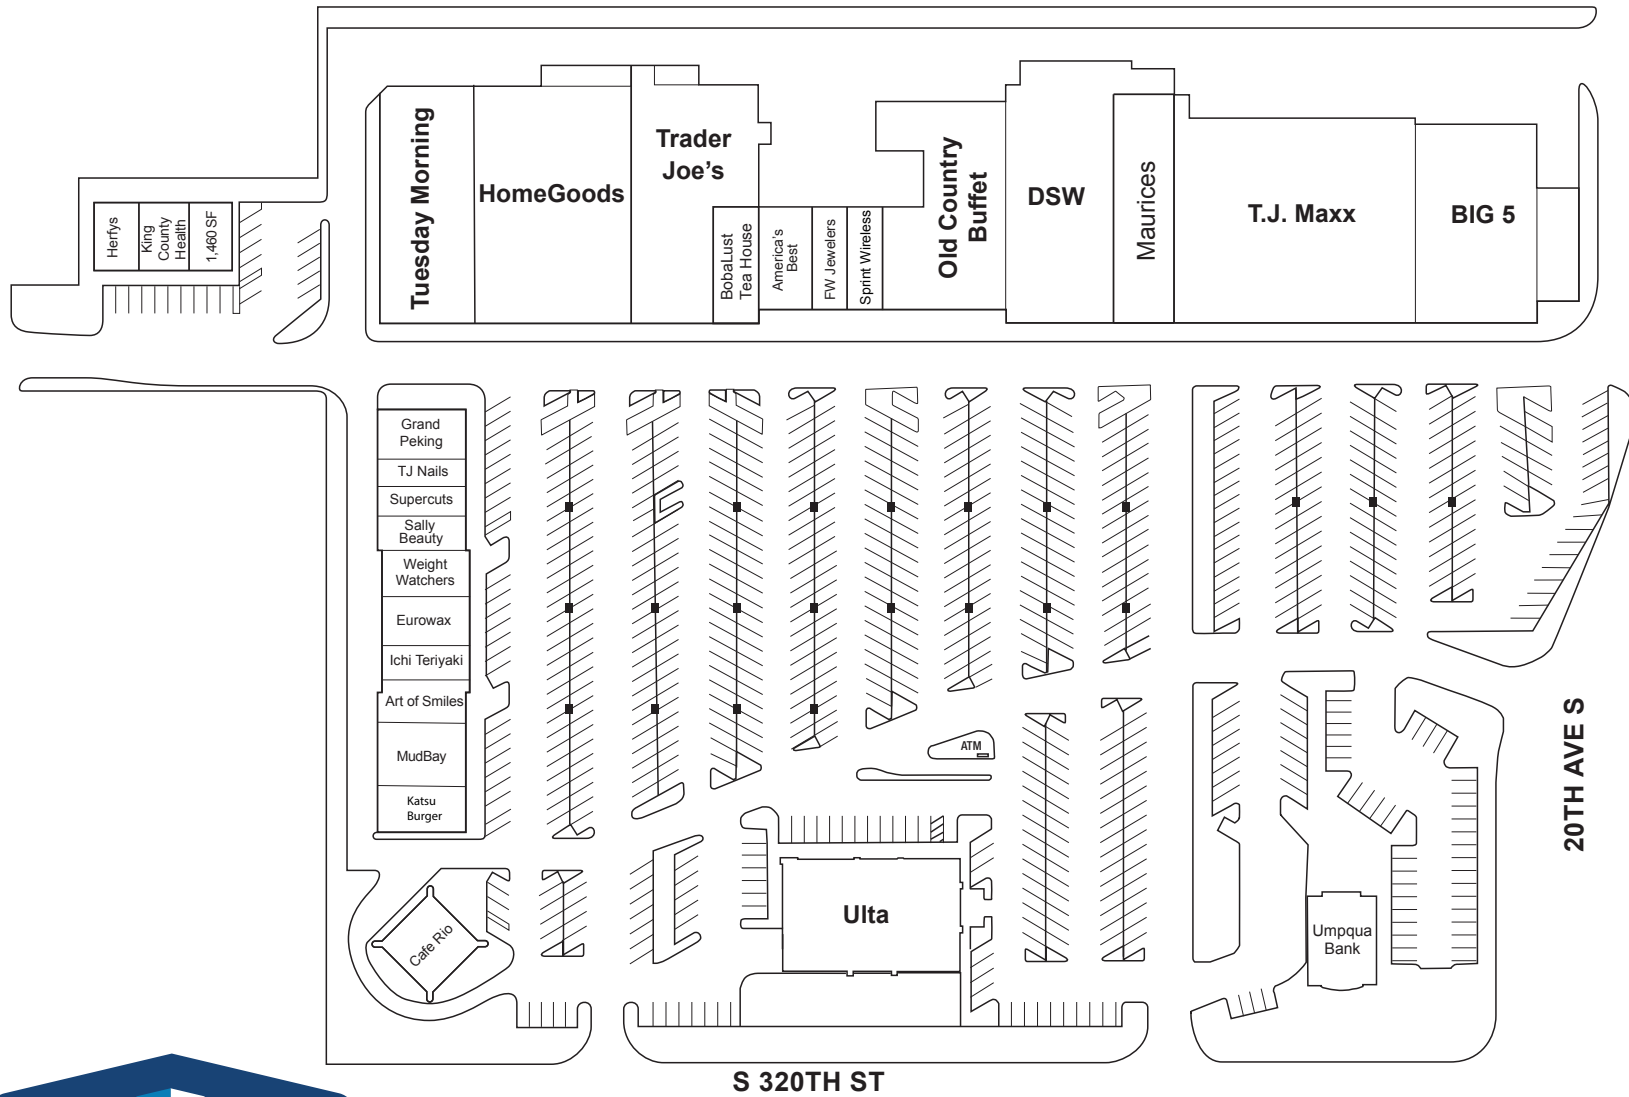 Tuesday Morning
HomeGoods
Trader
Joe's
BobaLust
Tea House
America's
Best
FW Jewelers
Sprint Wireless
Old Country
Buffet
DSW
Maurices
T.J. Maxx
BIG 5
Herfys
King
County
Health
1,460 SF
Grand
Peking
TJ Nails
Supercuts
Sally
Beauty
Weight
Watchers
Eurowax
Ichi Teriyaki
Art of Smiles
MudBay
Katsu
Burger
Cafe Rio
ATM
Ulta
Umpqua
Bank
20TH AVE S
S 320TH ST